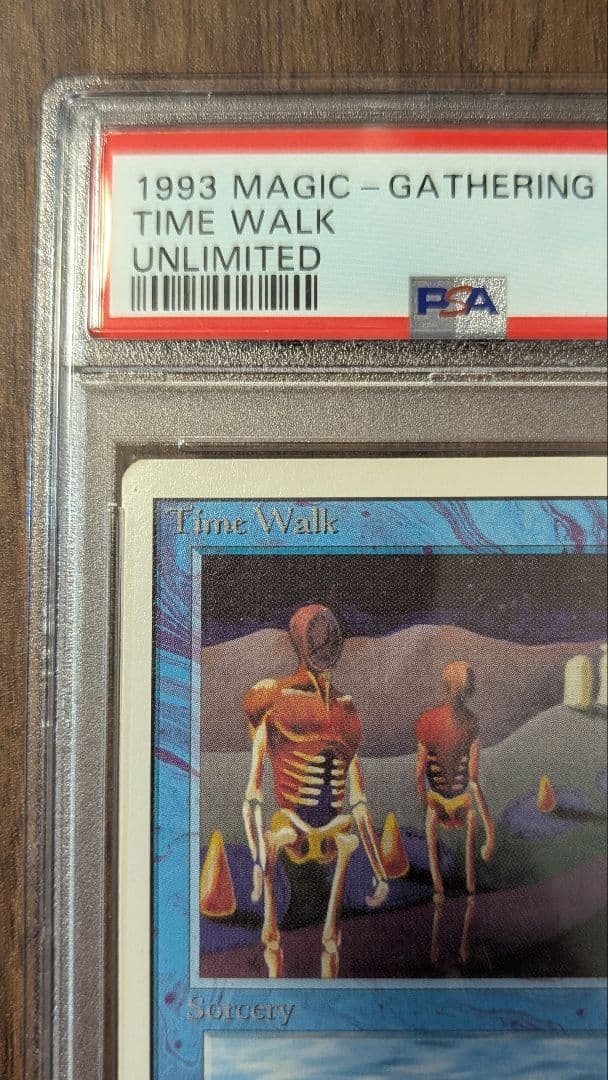 1993 MAGIC - GATHERING
TIME WALK
UNLIMITED
PSA
Time Walk
Sorcery